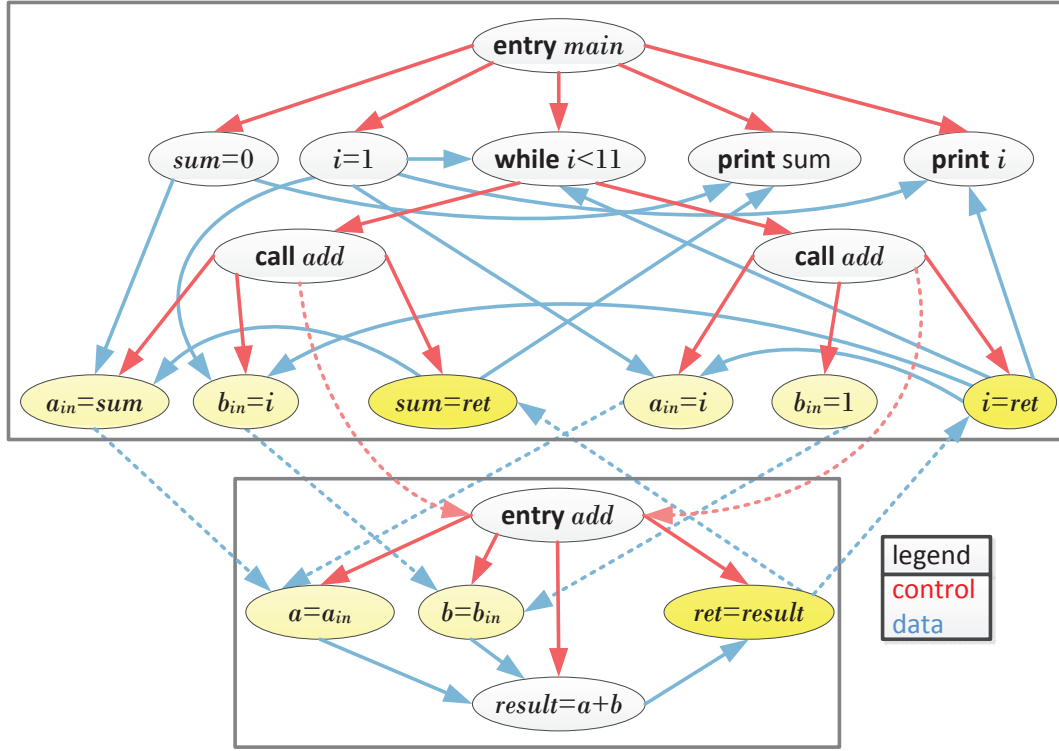 entry main
sum=0
i=1
while i<11
print sum
print i
call add
call add
a_in=sum
b_in=i
sum=ret
a_in=i
b_in=1
i=ret
entry add
a=a_in
b=b_in
ret=result
result=a+b
legend
control
data